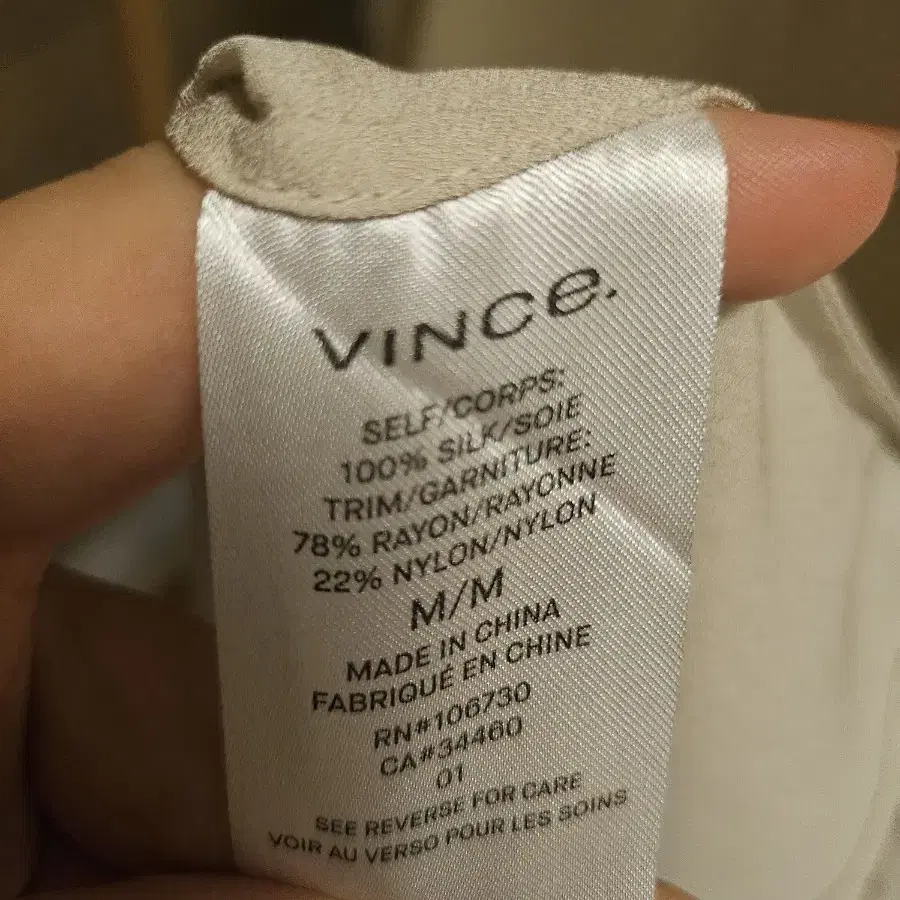 VINCE.
SELF/CORPS:
100% SILK/SOIE
TRIM/GARNITURE:
78% RAYON/RAYONNE
22% NYLON/NYLON
M/M
MADE IN CHINA
FABRIQUÉ EN CHINE
RN#106730
CA#34460
01
SEE REVERSE FOR CARE
VOIR AU VERSO POUR LES SOINS